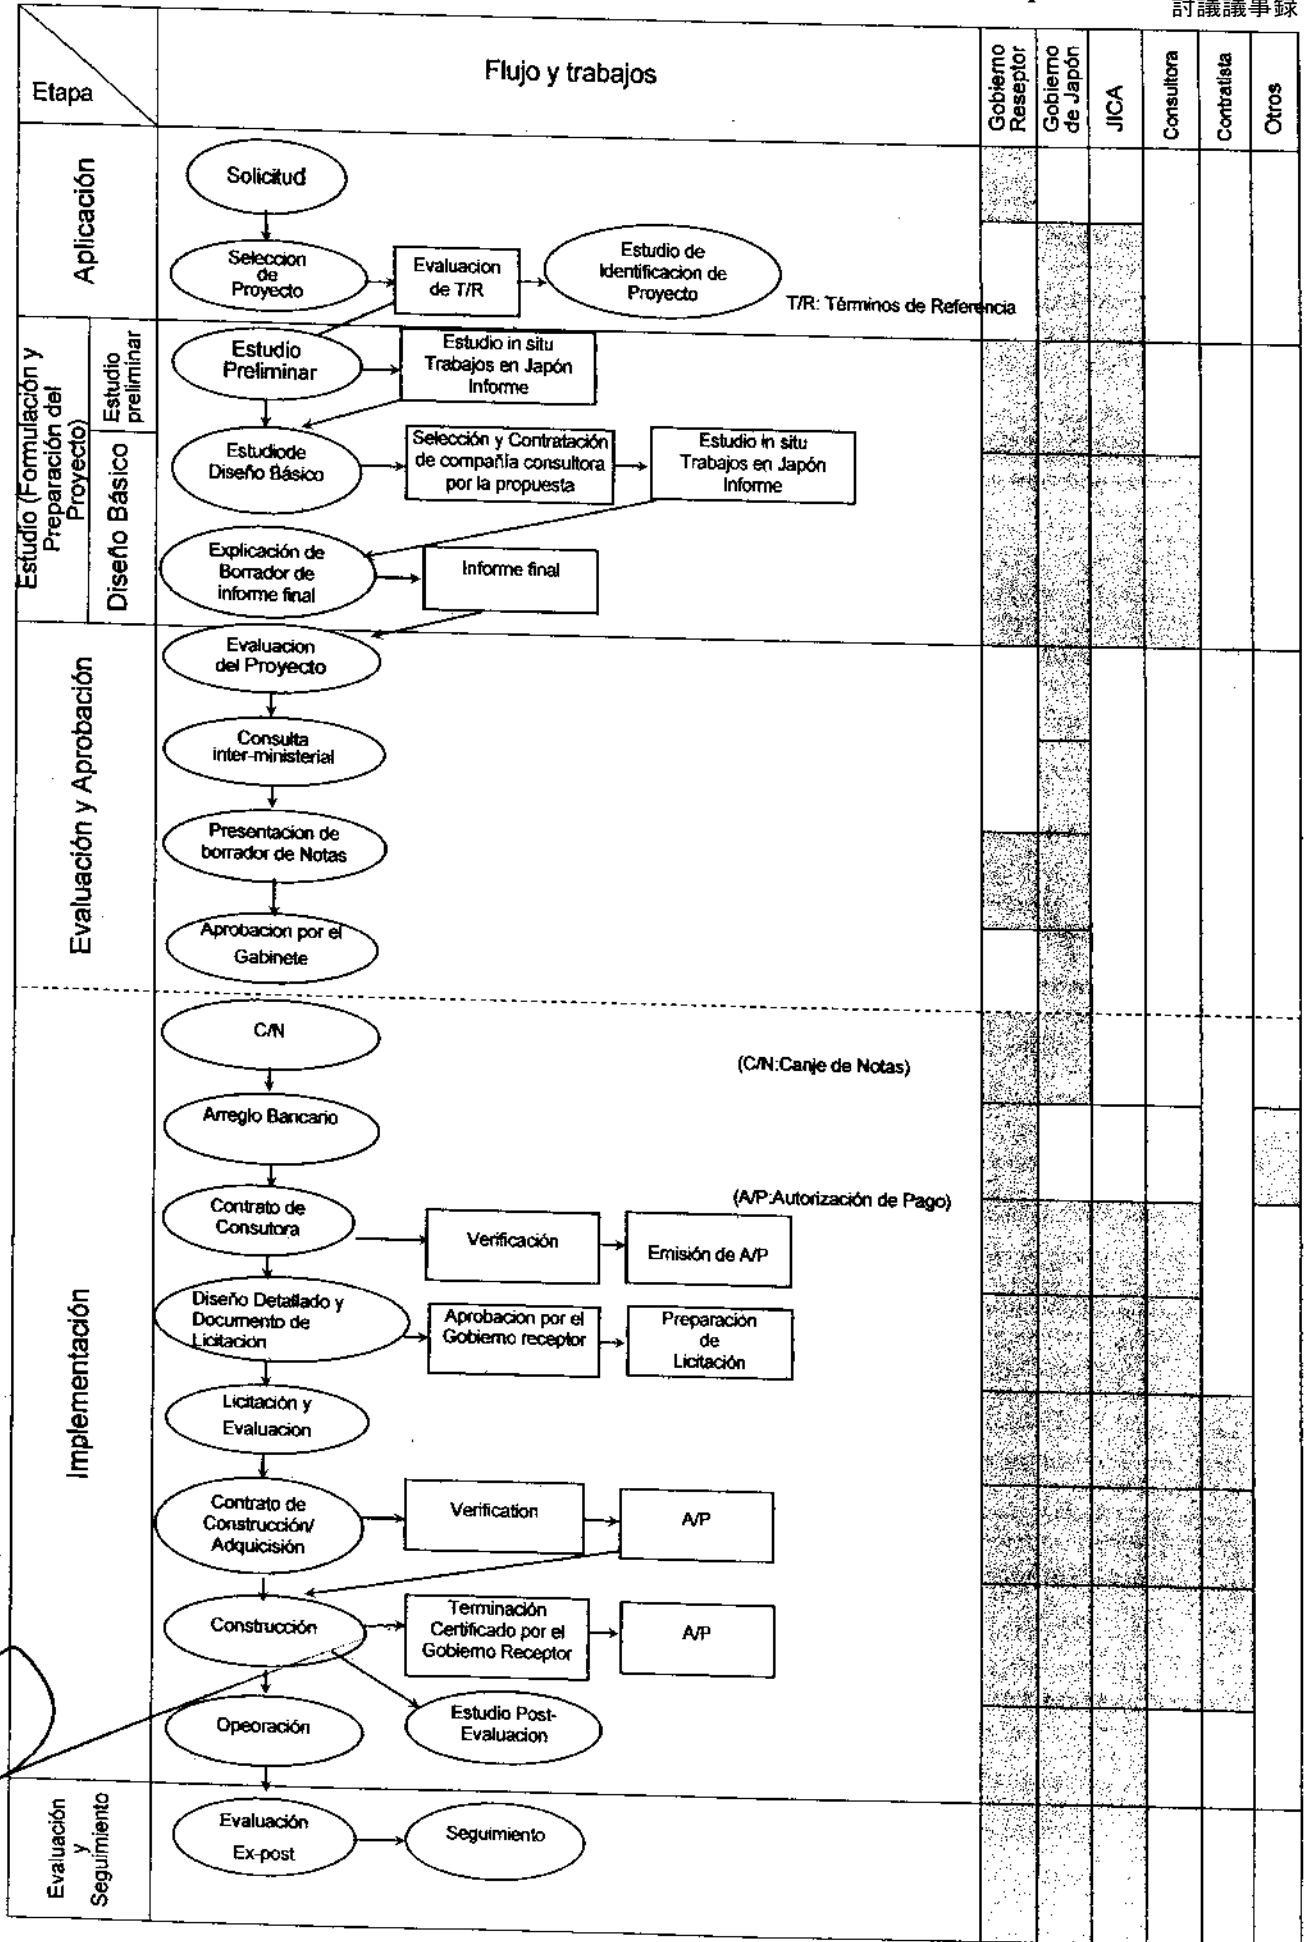 討議議事録
Etapa
Flujo y trabajos
Gobierno
Reseptor
Gobierno
de Japón
JICA
Consultora
Contratista
Otros
Aplicación
Solicitud
Seleccion
de
Proyecto
Evaluacion
de T/R
Estudio de
Identificacion de
Proyecto
T/R: Términos de Referencia
Estudio (Formulación y
Preparación del
Proyecto)
Estudio
preliminar
Estudio
Preliminar
Estudio in situ
Trabajos en Japón
Informe
Diseño Básico
Estudiode
Diseño Básico
Selección y Contratación
de compañía consultora
por la propuesta
Estudio in situ
Trabajos en Japón
Informe
Explicación de
Borrador de
informe final
Informe final
Evaluación y Aprobación
Evaluacion
del Proyecto
Consulta
inter-ministerial
Presentacion de
borrador de Notas
Aprobacion por el
Gabinete
Implementación
C/N
(C/N:Canje de Notas)
Arreglo Bancario
(A/P:Autorización de Pago)
Contrato de
Consutora
Verificación
Emisión de A/P
Diseño Detallado y
Documento de
Licitación
Aprobación por el
Gobierno receptor
Preparación
de
Licitación
Licitación y
Evaluacion
Contrato de
Construcción/
Adquicisión
Verification
A/P
Construcción
Terminación
Certificado por el
Gobierno Receptor
A/P
Opeoración
Estudio Post-
Evaluacion
Evaluación
y
Seguimiento
Evaluación
Ex-post
Seguimiento